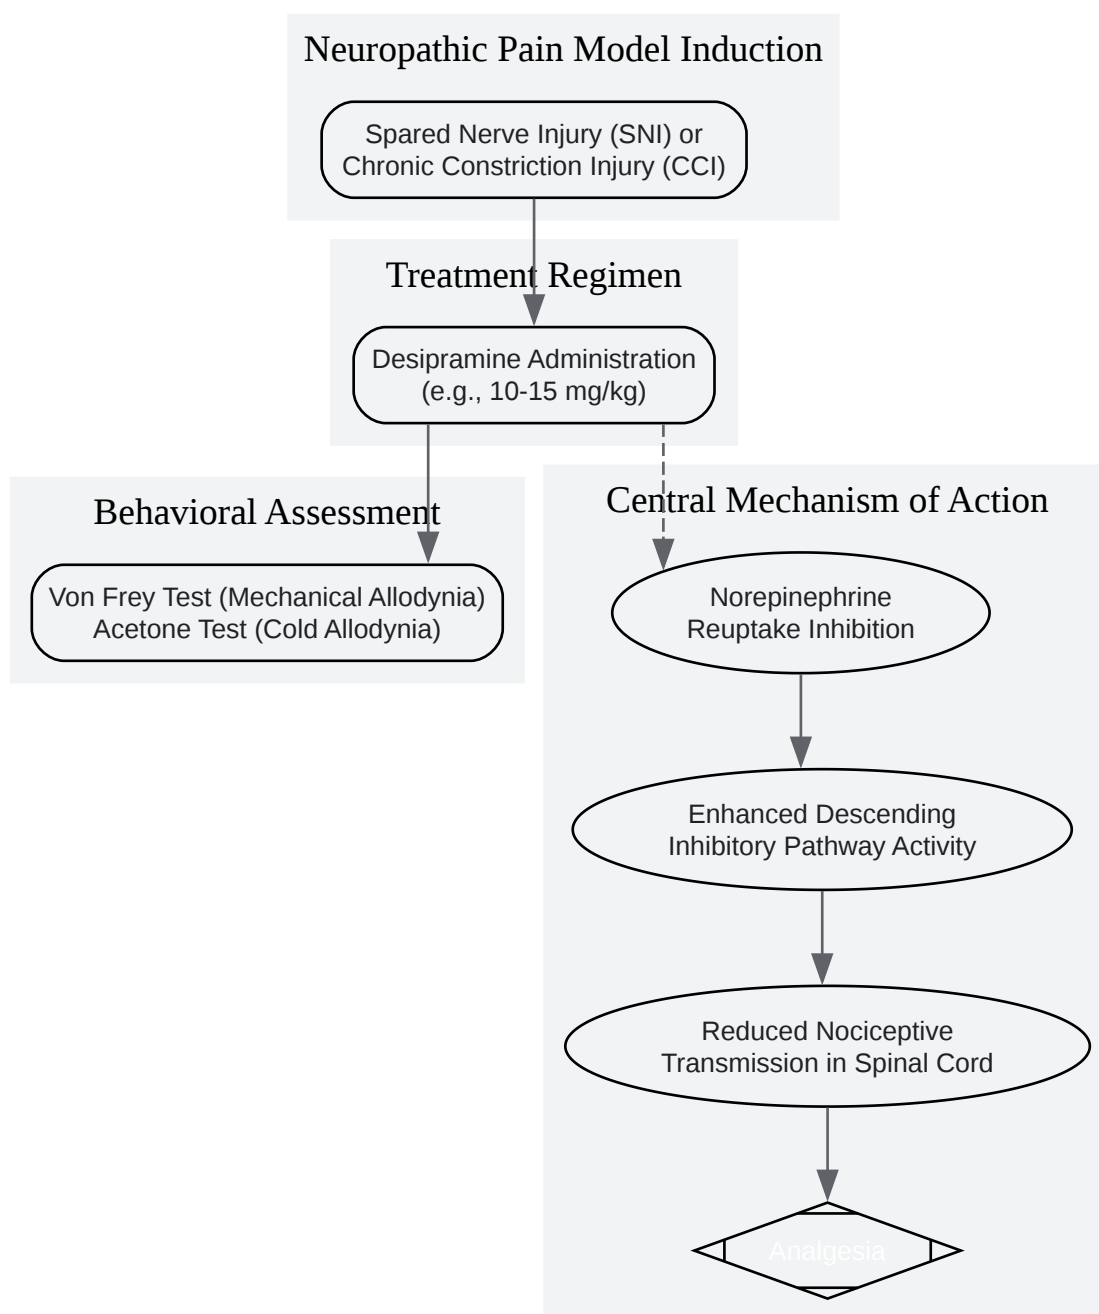 Neuropathic Pain Model Induction
Spared Nerve Injury (SNI) or
Chronic Constriction Injury (CCI)
Treatment Regimen
Desipramine Administration
(e.g., 10-15 mg/kg)
Behavioral Assessment
Von Frey Test (Mechanical Allodynia)
Acetone Test (Cold Allodynia)
Central Mechanism of Action
Norepinephrine
Reuptake Inhibition
Enhanced Descending
Inhibitory Pathway Activity
Reduced Nociceptive
Transmission in Spinal Cord
Analgesia